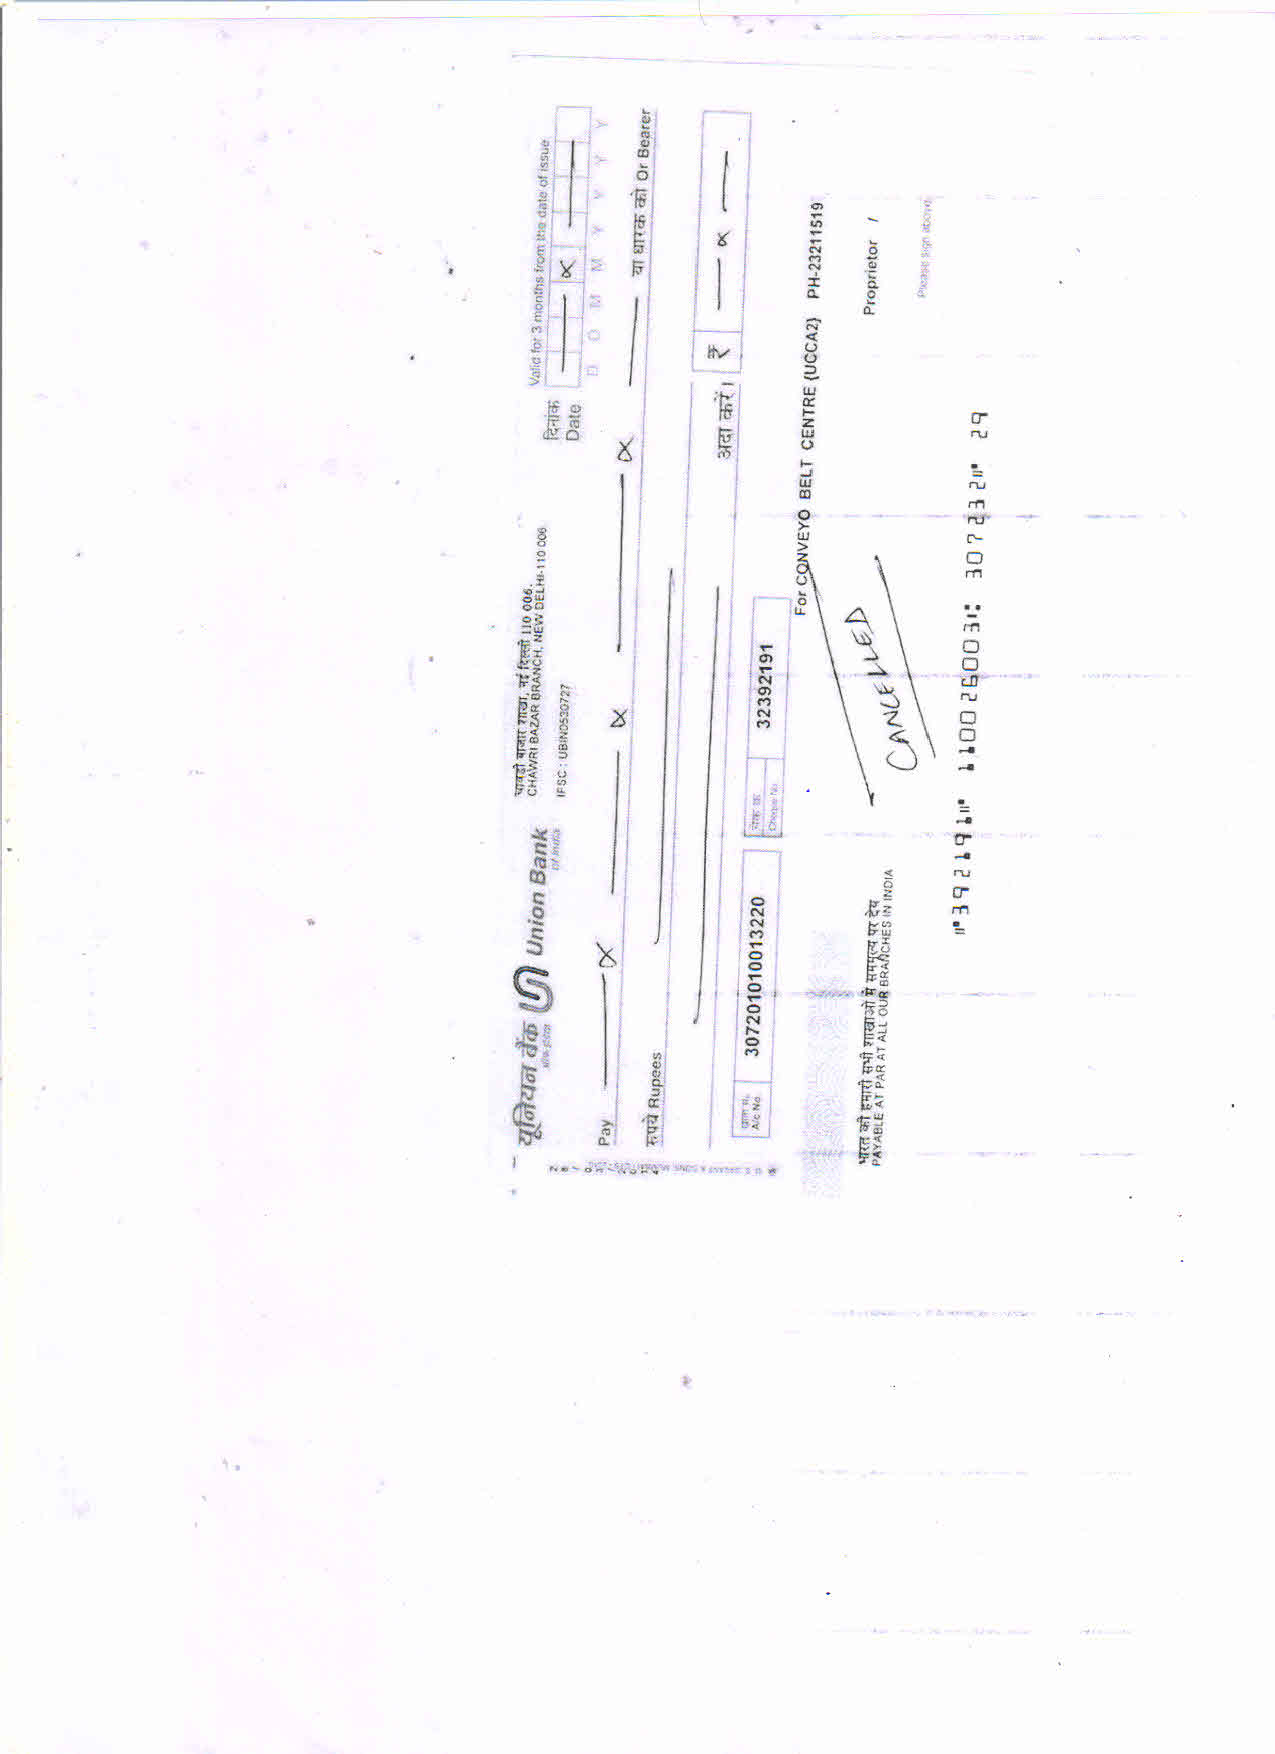 यूनियन बैंक Union Bank
ऑफ इंडिया of India
चावड़ी बाजार शाखा, नई दिल्ली 110 006.
CHAWRI BAZAR BRANCH, NEW DELHI-110 006
IFSC : UBIN0530727
Valid for 3 months from the date of issue
दिनांक
Date
D D M M Y Y Y Y
Pay
या धारक को Or Bearer
रुपये Rupees
अदा करें।
₹
खाता सं.
A/c No.
307201010013220
चेक क्र.
Cheque No.
32392191
For CONVEYO BELT CENTRE (UCCA2) PH-23211519
CANCELLED
Proprietor /
Please sign above
भारत की हमारी सभी शाखाओं में सममूल्य पर देय
PAYABLE AT PAR AT ALL OUR BRANCHES IN INDIA
⑈392191⑈ 110026003⑆ 307232⑈ 29